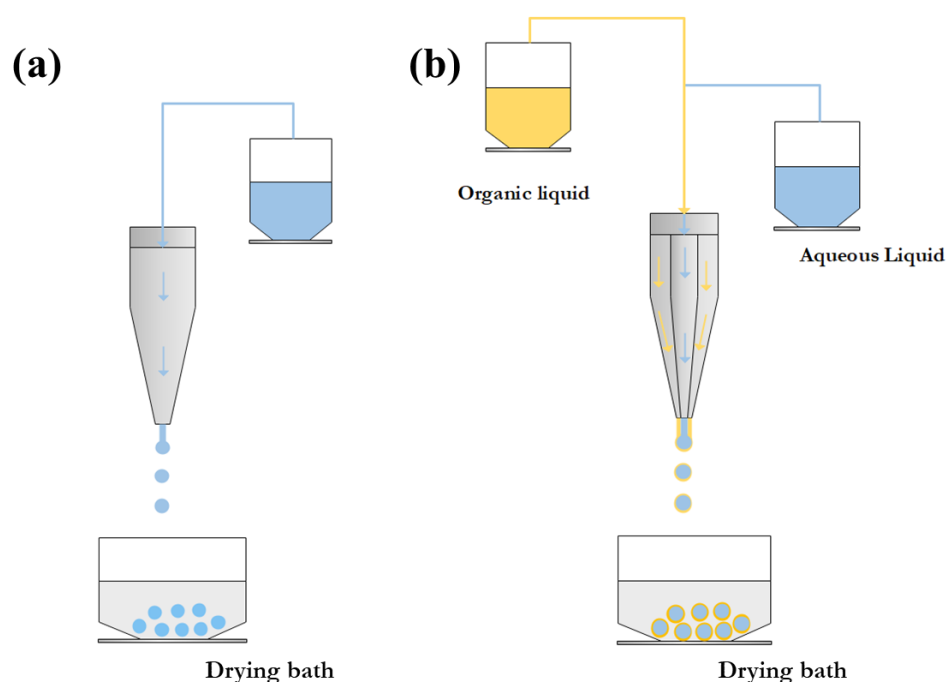 (a)
(b)
Organic liquid
Aqueous Liquid
Drying bath
Drying bath